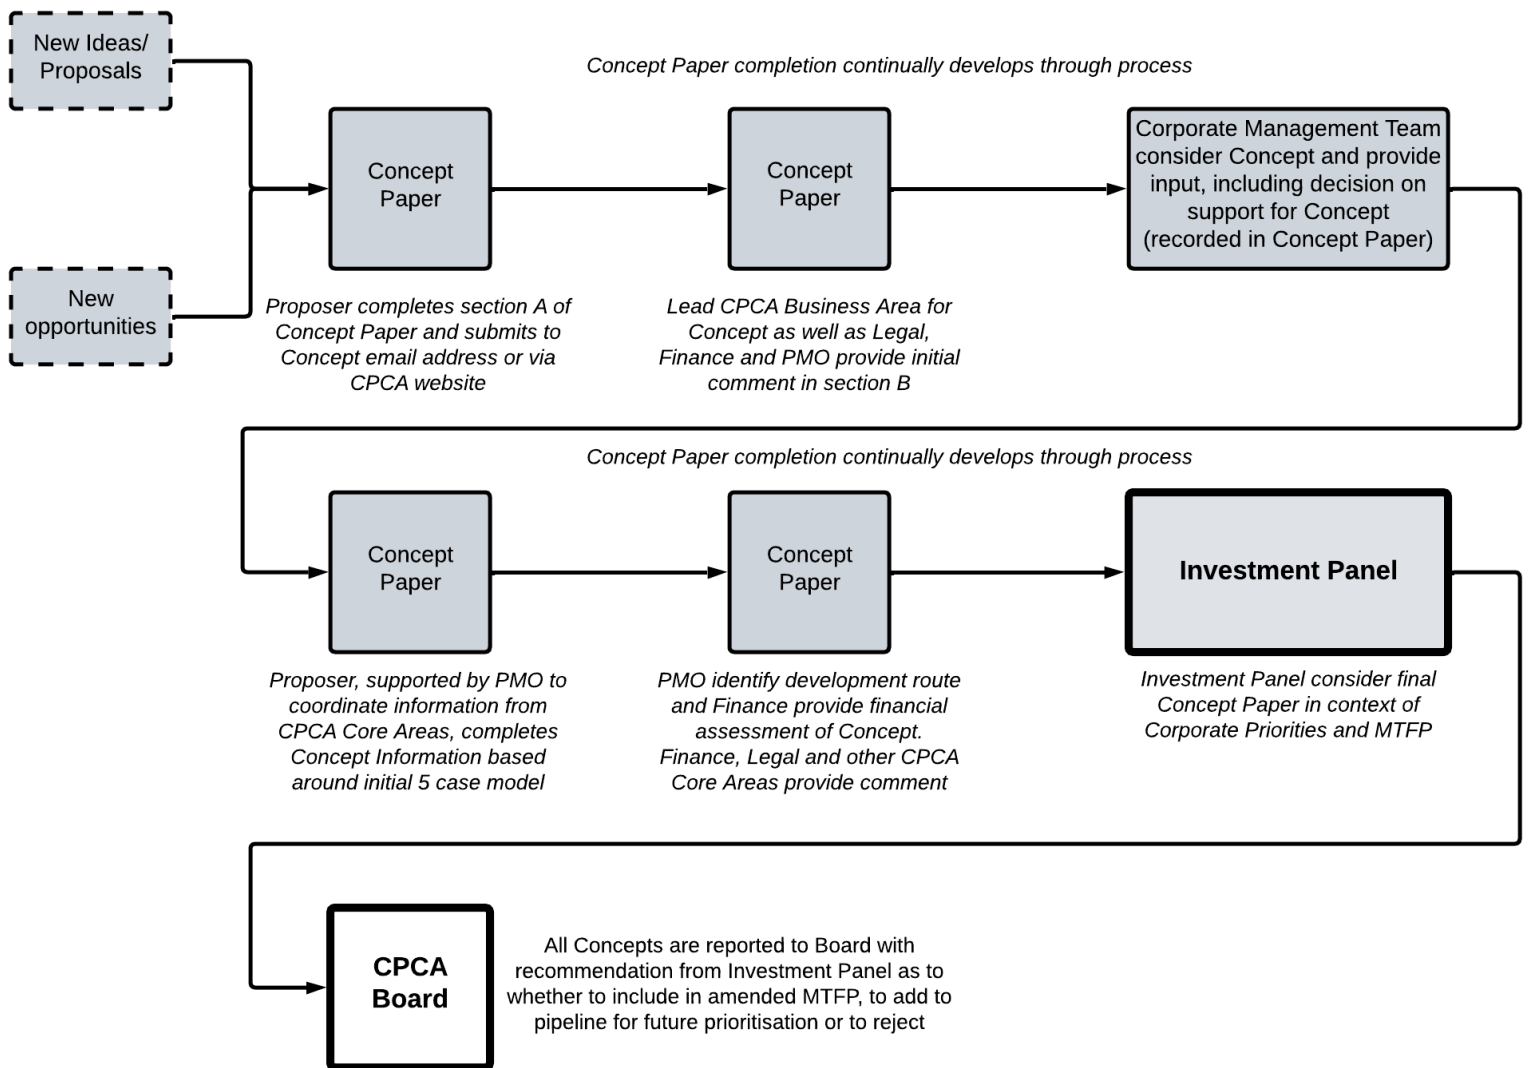 New Ideas/
Proposals
Concept Paper completion continually develops through process
Concept
Paper
Concept
Paper
Corporate Management Team
consider Concept and provide
input, including decision on
support for Concept
(recorded in Concept Paper)
New
opportunities
Proposer completes section A of
Concept Paper and submits to
Concept email address or via
CPCA website
Lead CPCA Business Area for
Concept as well as Legal,
Finance and PMO provide initial
comment in section B
Concept Paper completion continually develops through process
Concept
Paper
Concept
Paper
Investment Panel
Proposer, supported by PMO to
coordinate information from
CPCA Core Areas, completes
Concept Information based
around initial 5 case model
PMO identify development route
and Finance provide financial
assessment of Concept.
Finance, Legal and other CPCA
Core Areas provide comment
Investment Panel consider final
Concept Paper in context of
Corporate Priorities and MTFP
CPCA
Board
All Concepts are reported to Board with
recommendation from Investment Panel as to
whether to include in amended MTFP, to add to
pipeline for future prioritisation or to reject